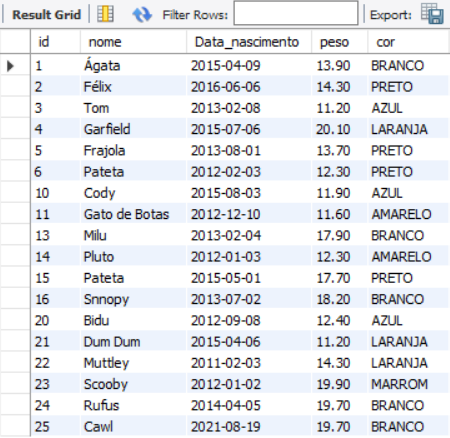 Result Grid Filter Rows: Export:
id nome Data_nascimento peso cor
1 Ágata 2015-04-09 13.90 BRANCO
2 Félix 2016-06-06 14.30 PRETO
3 Tom 2013-02-08 11.20 AZUL
4 Garfield 2015-07-06 20.10 LARANJA
5 Frajola 2013-08-01 13.70 PRETO
6 Pateta 2012-02-03 12.30 PRETO
10 Cody 2015-08-03 11.90 AZUL
11 Gato de Botas 2012-12-10 11.60 AMARELO
13 Milu 2013-02-04 17.90 BRANCO
14 Pluto 2012-01-03 12.30 AMARELO
15 Pateta 2015-05-01 17.70 PRETO
16 Snnopy 2013-07-02 18.20 BRANCO
20 Bidu 2012-09-08 12.40 AZUL
21 Dum Dum 2015-04-06 11.20 LARANJA
22 Muttley 2011-02-03 14.30 LARANJA
23 Scooby 2012-01-02 19.90 MARROM
24 Rufus 2014-04-05 19.70 BRANCO
25 Cawl 2021-08-19 19.70 BRANCO